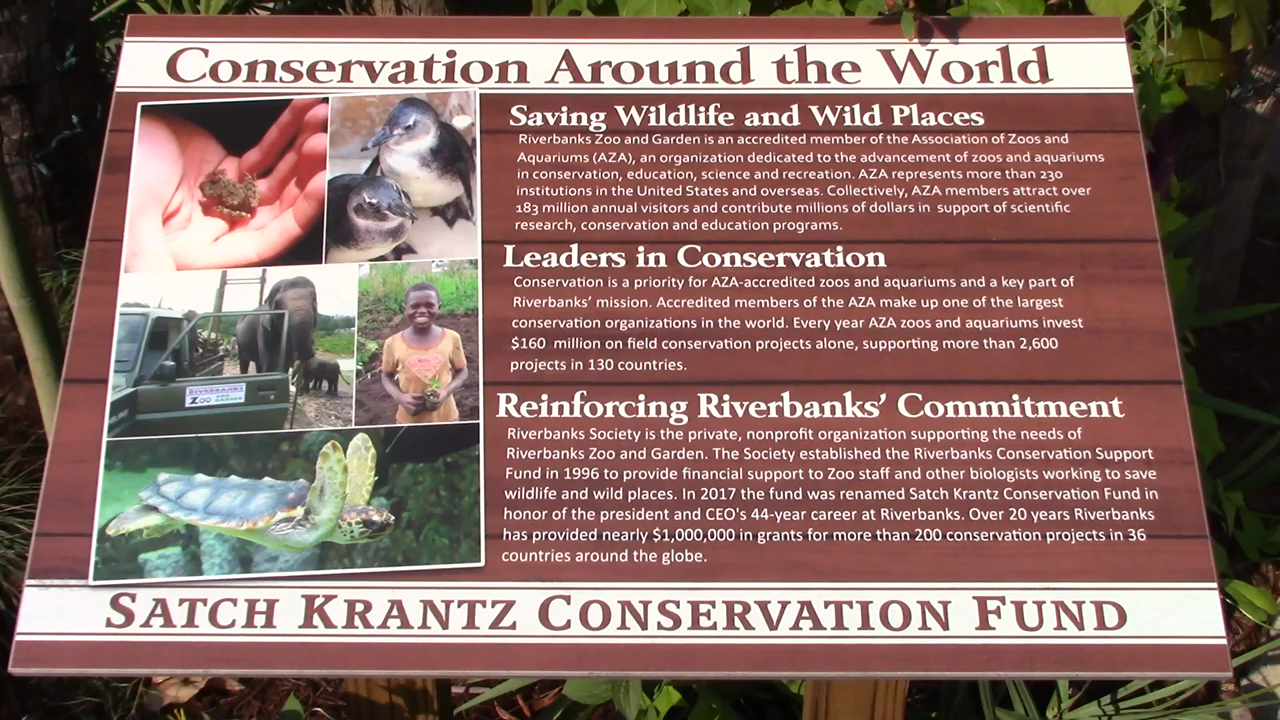 Conservation Around the World
Saving Wildlife and Wild Places
Riverbanks Zoo and Garden is an accredited member of the Association of Zoos and
Aquariums (AZA), an organization dedicated to the advancement of zoos and aquariums
in conservation, education, science and recreation. AZA represents more than 230
institutions in the United States and overseas. Collectively, AZA members attract over
183 million annual visitors and contribute millions of dollars in support of scientific
research, conservation and education programs.
Leaders in Conservation
Conservation is a priority for AZA-accredited zoos and aquariums and a key part of
Riverbanks' mission. Accredited members of the AZA make up one of the largest
conservation organizations in the world. Every year AZA zoos and aquariums invest
$160 million on field conservation projects alone, supporting more than 2,600
projects in 130 countries.
RIVERBANKS
ZOO AND GARDEN
Reinforcing Riverbanks' Commitment
Riverbanks Society is the private, nonprofit organization supporting the needs of
Riverbanks Zoo and Garden. The Society established the Riverbanks Conservation Support
Fund in 1996 to provide financial support to Zoo staff and other biologists working to save
wildlife and wild places. In 2017 the fund was renamed Satch Krantz Conservation Fund in
honor of the president and CEO's 44-year career at Riverbanks. Over 20 years Riverbanks
has provided nearly $1,000,000 in grants for more than 200 conservation projects in 36
countries around the globe.
SATCH KRANTZ CONSERVATION FUND